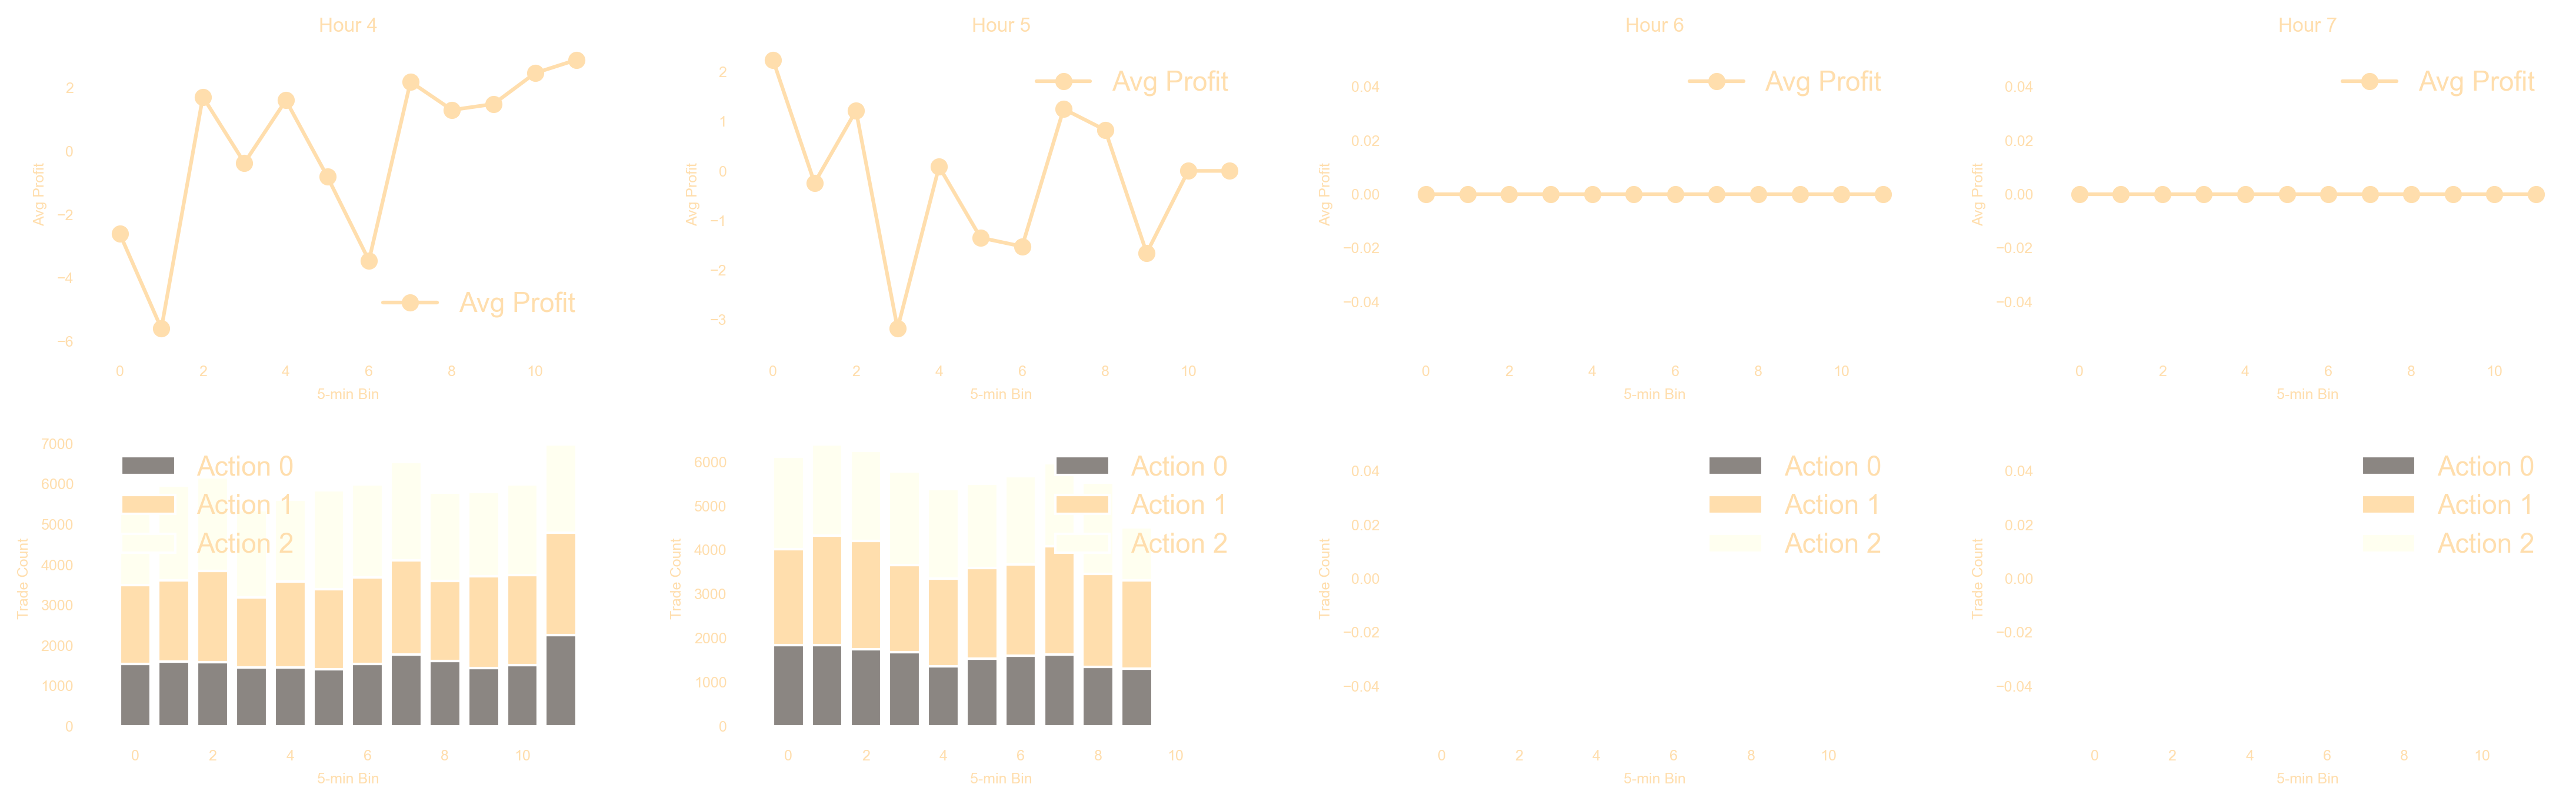 Hour 4
2
0
−2
−4
−6
Avg Profit
Avg Profit
0 2 4 6 8 10
5-min Bin
Hour 5
2
1
0
−1
−2
−3
Avg Profit
Avg Profit
0 2 4 6 8 10
5-min Bin
Hour 6
0.04
0.02
0.00
−0.02
−0.04
Avg Profit
Avg Profit
0 2 4 6 8 10
5-min Bin
Hour 7
0.04
0.02
0.00
−0.02
−0.04
Avg Profit
Avg Profit
0 2 4 6 8 10
5-min Bin
7000
6000
5000
4000
3000
2000
1000
0
Trade Count
Action 0
Action 1
Action 2
0 2 4 6 8 10
5-min Bin
6000
5000
4000
3000
2000
1000
0
Trade Count
Action 0
Action 1
Action 2
0 2 4 6 8 10
5-min Bin
0.04
0.02
0.00
−0.02
−0.04
Trade Count
Action 0
Action 1
Action 2
0 2 4 6 8 10
5-min Bin
0.04
0.02
0.00
−0.02
−0.04
Trade Count
Action 0
Action 1
Action 2
0 2 4 6 8 10
5-min Bin